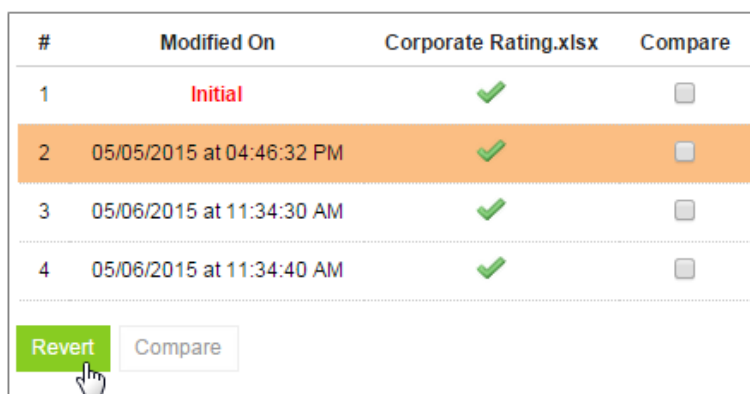 # Modified On Corporate Rating.xlsx Compare
1 Initial
2 05/05/2015 at 04:46:32 PM
3 05/06/2015 at 11:34:30 AM
4 05/06/2015 at 11:34:40 AM
Revert Compare